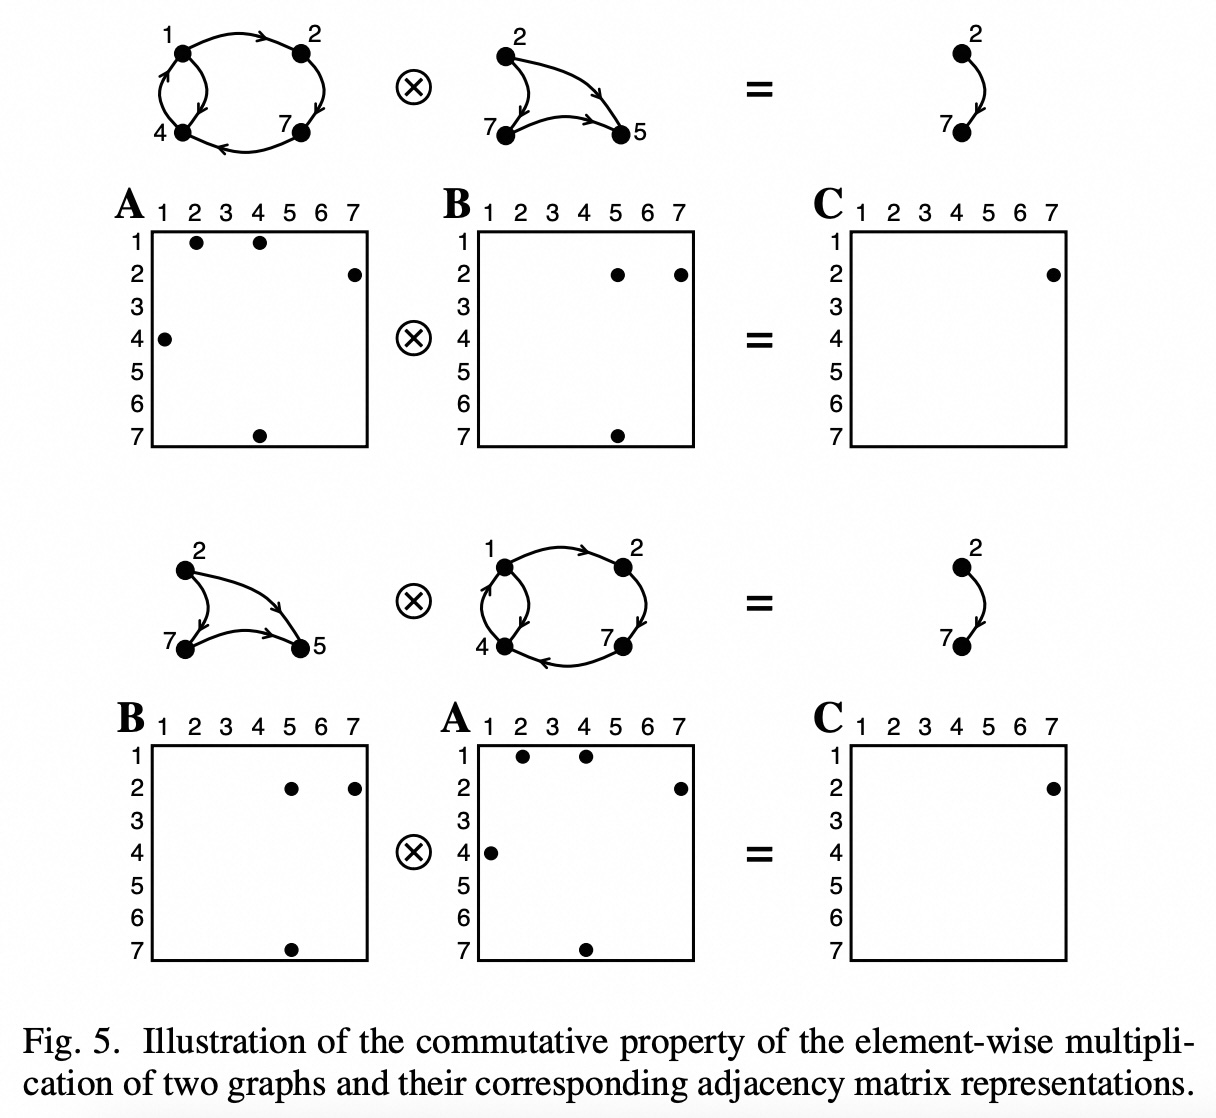 1 2 2 2
⊗ =
4 7 7 5 7
A 1 2 3 4 5 6 7 B 1 2 3 4 5 6 7 C 1 2 3 4 5 6 7
1 1 1
2 2 2
3 3 3
4 ⊗ 4 = 4
5 5 5
6 6 6
7 7 7
2 1 2 2
⊗ =
7 5 4 7 7
B 1 2 3 4 5 6 7 A 1 2 3 4 5 6 7 C 1 2 3 4 5 6 7
1 1 1
2 2 2
3 3 3
4 ⊗ 4 = 4
5 5 5
6 6 6
7 7 7
Fig. 5. Illustration of the commutative property of the element-wise multipli-
cation of two graphs and their corresponding adjacency matrix representations.